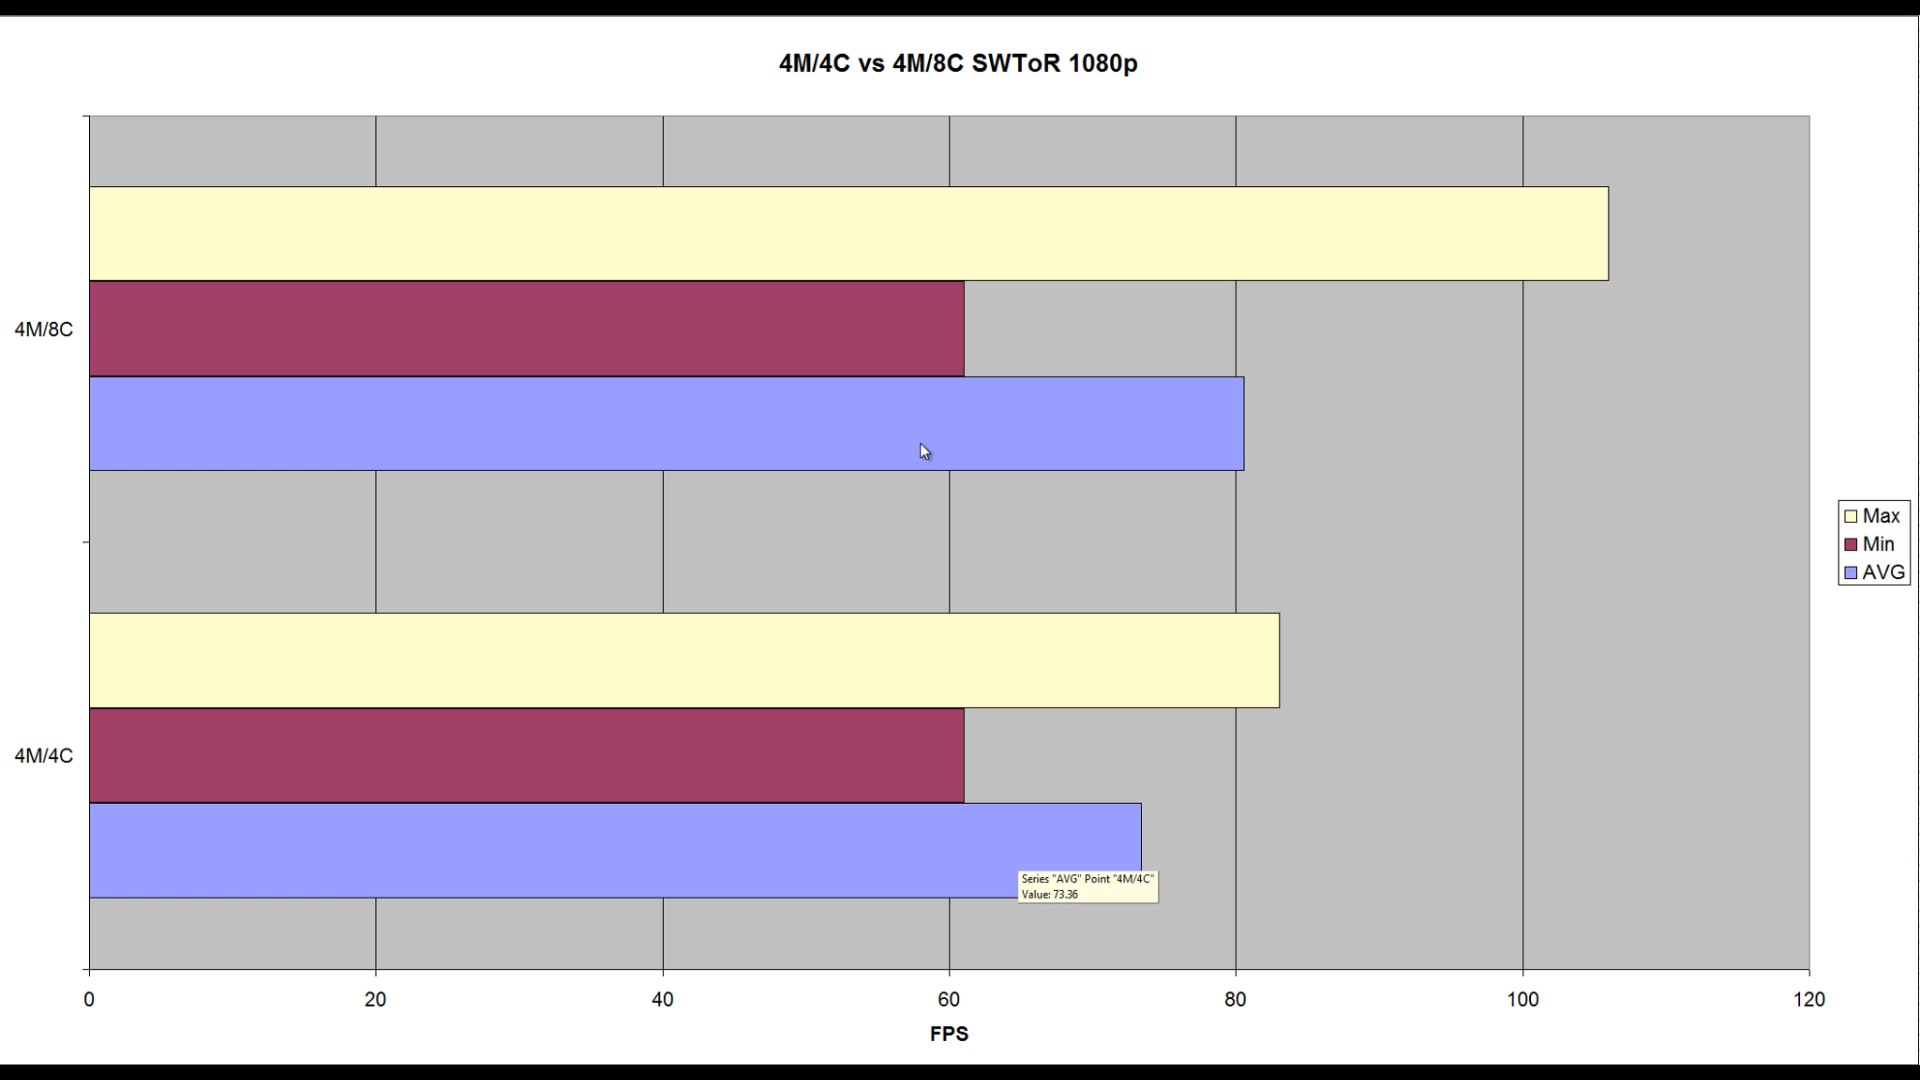 4M/4C vs 4M/8C SWToR 1080p
4M/8C
Max
Min
AVG
4M/4C
Series "AVG" Point "4M/4C"
Value: 73.36
0 20 40 60 80 100 120
FPS